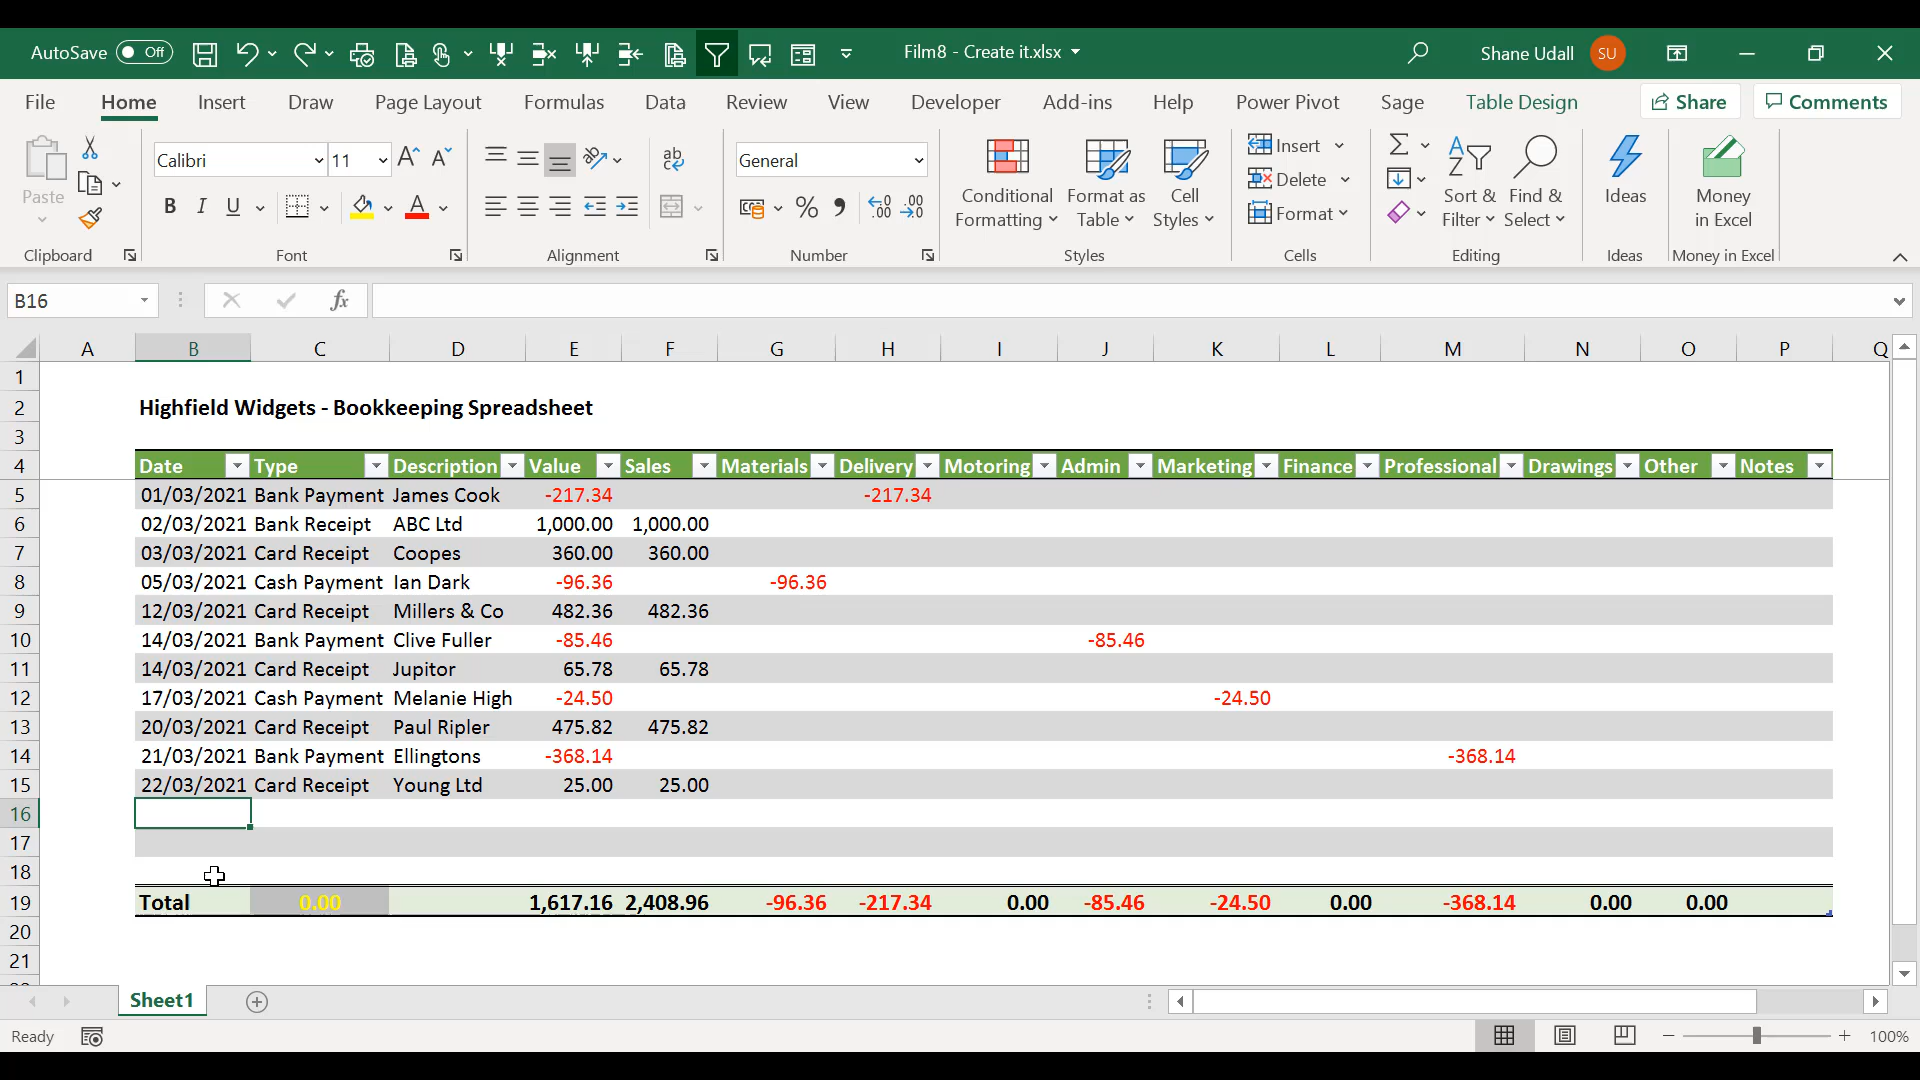 AutoSave Off Film8 - Create it.xlsx Shane Udall SU
File Home Insert Draw Page Layout Formulas Data Review View Developer Add-ins Help Power Pivot Sage Table Design Share Comments
Paste Calibri 11 B I U A ab General % Conditional Formatting Format as Table Cell Styles Insert Delete Format Sort & Filter Find & Select Ideas Money in Excel
Clipboard Font Alignment Number Styles Cells Editing Ideas Money in Excel
B16 fx
A B C D E F G H I J K L M N O P Q
1
2 Highfield Widgets - Bookkeeping Spreadsheet
3
4 Date Type Description Value Sales Materials Delivery Motoring Admin Marketing Finance Professional Drawings Other Notes
5 01/03/2021 Bank Payment James Cook -217.34 -217.34
6 02/03/2021 Bank Receipt ABC Ltd 1,000.00 1,000.00
7 03/03/2021 Card Receipt Coopes 360.00 360.00
8 05/03/2021 Cash Payment Ian Dark -96.36 -96.36
9 12/03/2021 Card Receipt Millers & Co 482.36 482.36
10 14/03/2021 Bank Payment Clive Fuller -85.46 -85.46
11 14/03/2021 Card Receipt Jupitor 65.78 65.78
12 17/03/2021 Cash Payment Melanie High -24.50 -24.50
13 20/03/2021 Card Receipt Paul Ripler 475.82 475.82
14 21/03/2021 Bank Payment Ellingtons -368.14 -368.14
15 22/03/2021 Card Receipt Young Ltd 25.00 25.00
16
17
18
19 Total 0.00 1,617.16 2,408.96 -96.36 -217.34 0.00 -85.46 -24.50 0.00 -368.14 0.00 0.00
20
21
Sheet1
Ready 100%